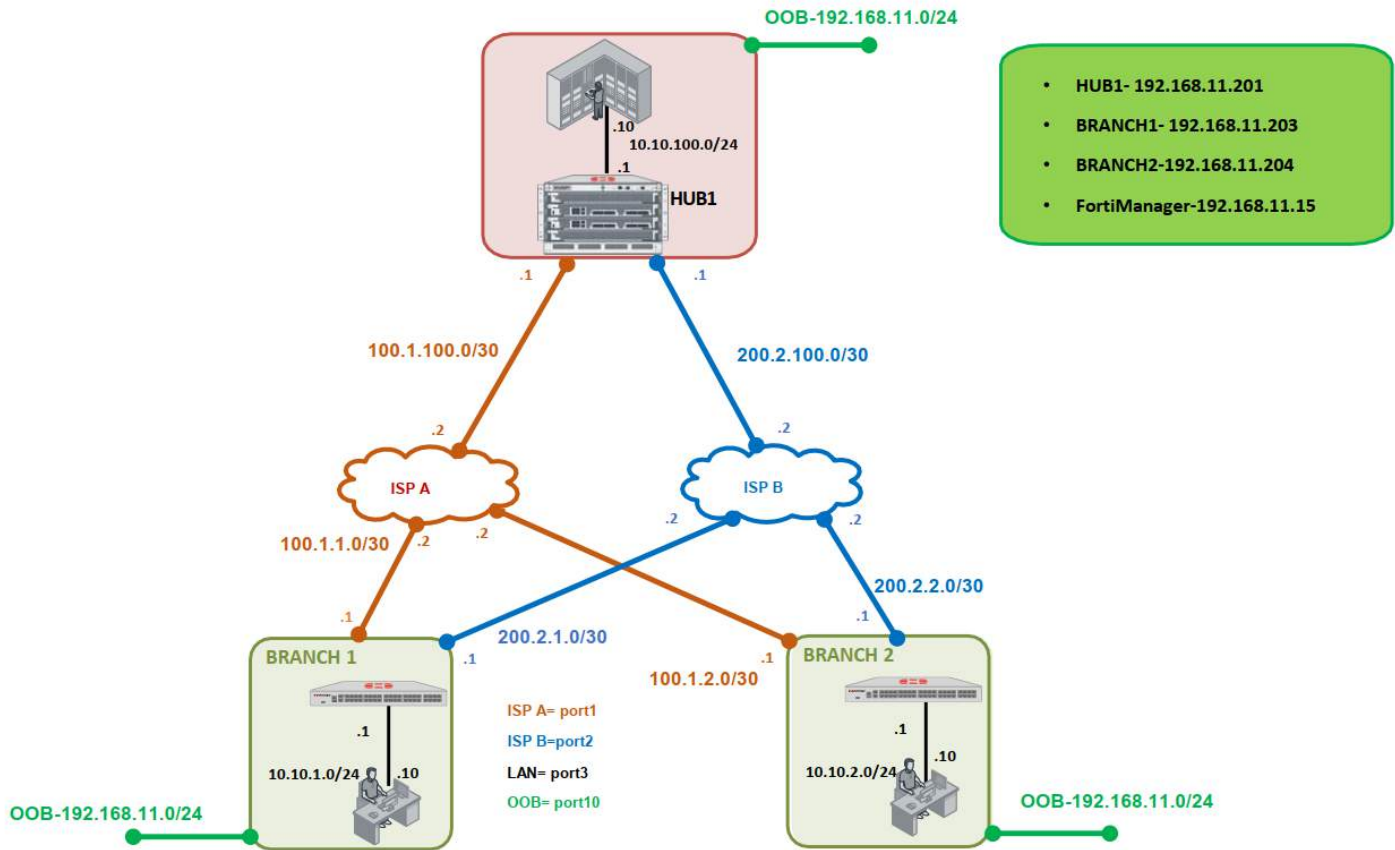 OOB-192.168.11.0/24
• HUB1- 192.168.11.201
• BRANCH1- 192.168.11.203
• BRANCH2-192.168.11.204
• FortiManager-192.168.11.15
.10
10.10.100.0/24
.1
HUB1
.1
.1
100.1.100.0/30
200.2.100.0/30
.2
.2
ISP A
ISP B
.2
.2
.2
.2
100.1.1.0/30
200.2.2.0/30
.1
.1
200.2.1.0/30
.1
.1
100.1.2.0/30
BRANCH 1
BRANCH 2
ISP A= port1
ISP B=port2
LAN= port3
OOB= port10
.1
10.10.1.0/24
.10
.1
10.10.2.0/24
.10
OOB-192.168.11.0/24
OOB-192.168.11.0/24